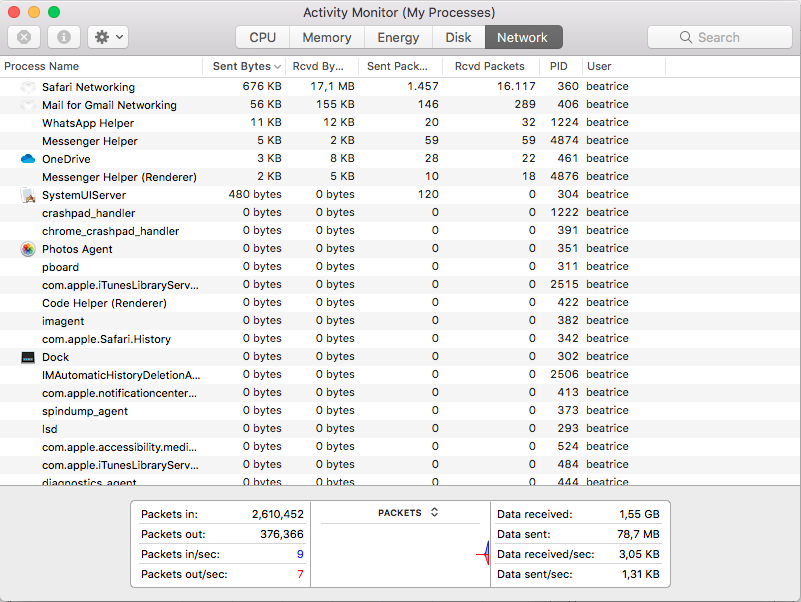 Activity Monitor (My Processes)
CPU Memory Energy Disk Network Search
Process Name Sent Bytes Rcvd By... Sent Pack... Rcvd Packets PID User
Safari Networking 676 KB 17,1 MB 1.457 16.117 360 beatrice
Mail for Gmail Networking 56 KB 155 KB 146 289 406 beatrice
WhatsApp Helper 11 KB 12 KB 20 32 1224 beatrice
Messenger Helper 5 KB 2 KB 59 59 4874 beatrice
OneDrive 3 KB 8 KB 28 22 461 beatrice
Messenger Helper (Renderer) 2 KB 5 KB 10 18 4876 beatrice
SystemUIServer 480 bytes 0 bytes 120 0 304 beatrice
crashpad_handler 0 bytes 0 bytes 0 0 1222 beatrice
chrome_crashpad_handler 0 bytes 0 bytes 0 0 391 beatrice
Photos Agent 0 bytes 0 bytes 0 0 351 beatrice
pboard 0 bytes 0 bytes 0 0 311 beatrice
com.apple.iTunesLibraryServ... 0 bytes 0 bytes 0 0 2515 beatrice
Code Helper (Renderer) 0 bytes 0 bytes 0 0 422 beatrice
imagent 0 bytes 0 bytes 0 0 382 beatrice
com.apple.Safari.History 0 bytes 0 bytes 0 0 342 beatrice
Dock 0 bytes 0 bytes 0 0 302 beatrice
IMAutomaticHistoryDeletionA... 0 bytes 0 bytes 0 0 2506 beatrice
com.apple.notificationcenter... 0 bytes 0 bytes 0 0 413 beatrice
spindump_agent 0 bytes 0 bytes 0 0 373 beatrice
lsd 0 bytes 0 bytes 0 0 293 beatrice
com.apple.accessibility.medi... 0 bytes 0 bytes 0 0 524 beatrice
com.apple.iTunesLibraryServ... 0 bytes 0 bytes 0 0 484 beatrice
diagnostics_agent 0 bytes 0 bytes 0 0 444 beatrice
Packets in: 2,610,452 PACKETS Data received: 1,55 GB
Packets out: 376,366 Data sent: 78,7 MB
Packets in/sec: 9 Data received/sec: 3,05 KB
Packets out/sec: 7 Data sent/sec: 1,31 KB